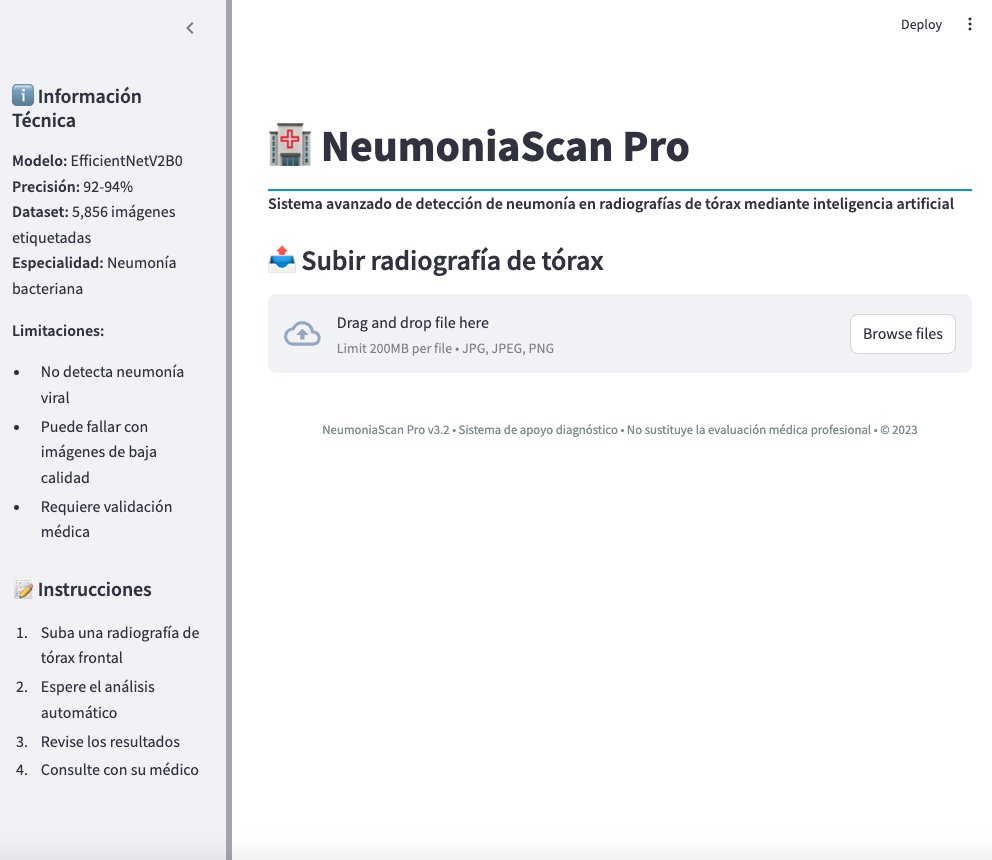 Información
Técnica
Modelo: EfficientNetV2B0
Precisión: 92-94%
Dataset: 5,856 imágenes
etiquetadas
Especialidad: Neumonía
bacteriana
Limitaciones:
• No detecta neumonía
viral
• Puede fallar con
imágenes de baja
calidad
• Requiere validación
médica
Instrucciones
1. Suba una radiografía de
tórax frontal
2. Espere el análisis
automático
3. Revise los resultados
4. Consulte con su médico
Deploy
NeumoniaScan Pro
Sistema avanzado de detección de neumonía en radiografías de tórax mediante inteligencia artificial
Subir radiografía de tórax
Drag and drop file here
Limit 200MB per file • JPG, JPEG, PNG
Browse files
NeumoniaScan Pro v3.2 • Sistema de apoyo diagnóstico • No sustituye la evaluación médica profesional • © 2023